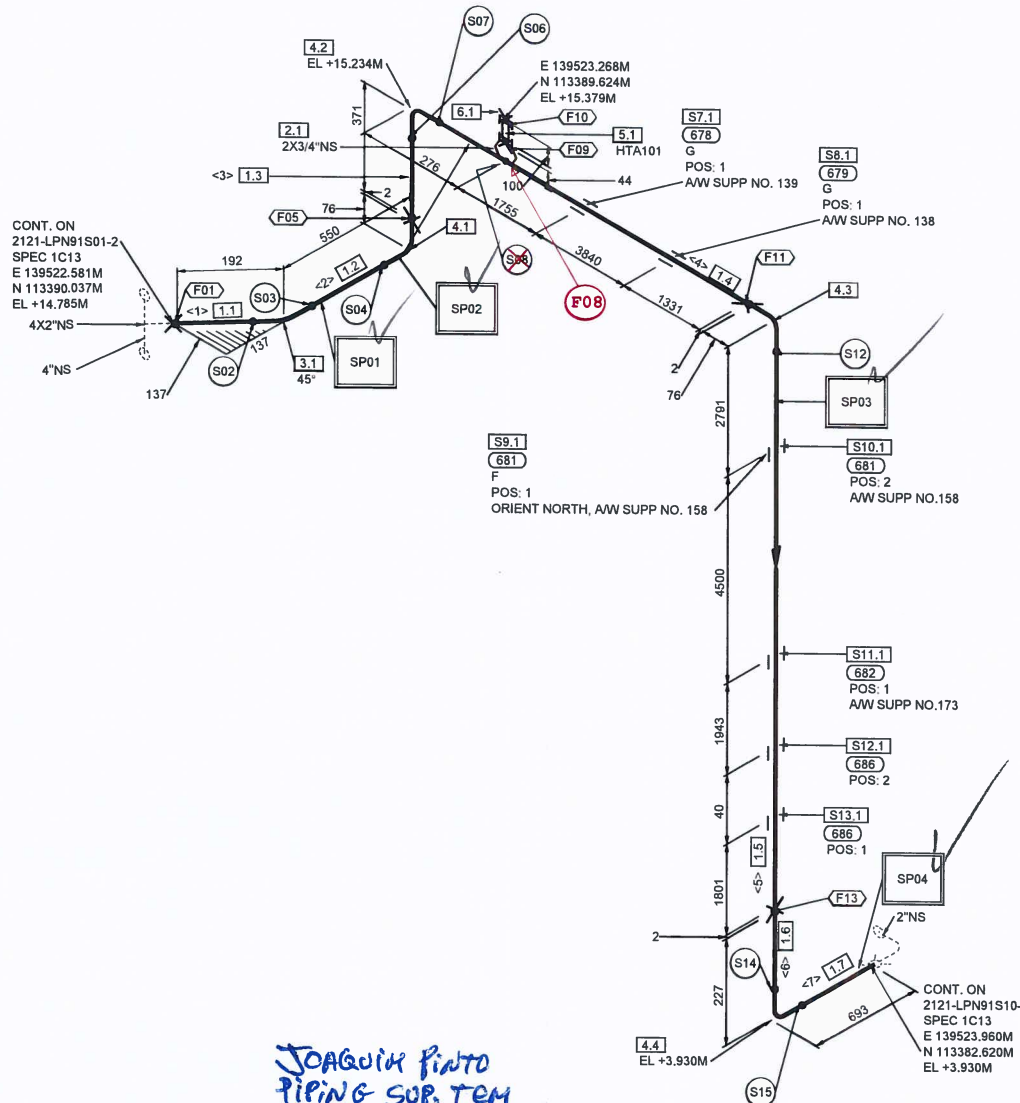 S07
S06
4.2
EL +15.234M
E 139523.268M
N 113389.624M
EL +15.379M
371
6.1
F10
5.1
HTA101
F09
2.1
2X3/4"NS
S7.1
678
G
POS: 1
A/W SUPP NO. 139
S8.1
679
G
POS: 1
A/W SUPP NO. 138
<3> 1.3
276
100
44
2
76
1755
F05
550
4.1
S08
3840
<4> 1.4
F11
CONT. ON
2121-LPN91S01-2
SPEC 1C13
E 139522.581M
N 113390.037M
EL +14.785M
192
<2> 1.2
F01
<1> 1.1
S03
S04
SP02
F08
1331
4.3
4X2"NS
4"NS
137
137
S02
3.1
45°
SP01
2
76
S12
SP03
2791
S9.1
681
F
POS: 1
ORIENT NORTH, A/W SUPP NO. 158
S10.1
681
POS: 2
A/W SUPP NO.158
4500
S11.1
682
POS: 1
A/W SUPP NO.173
1943
S12.1
686
POS: 2
40
S13.1
686
POS: 1
<5> 1.5
1801
SP04
F13
2"NS
2
<6> 1.6
S14
<7> 1.7
227
693
CONT. ON
2121-LPN91S10-
SPEC 1C13
E 139523.960M
N 113382.620M
EL +3.930M
4.4
EL +3.930M
S15
JOAQUIM PINTO
PIPING SUP. TEM